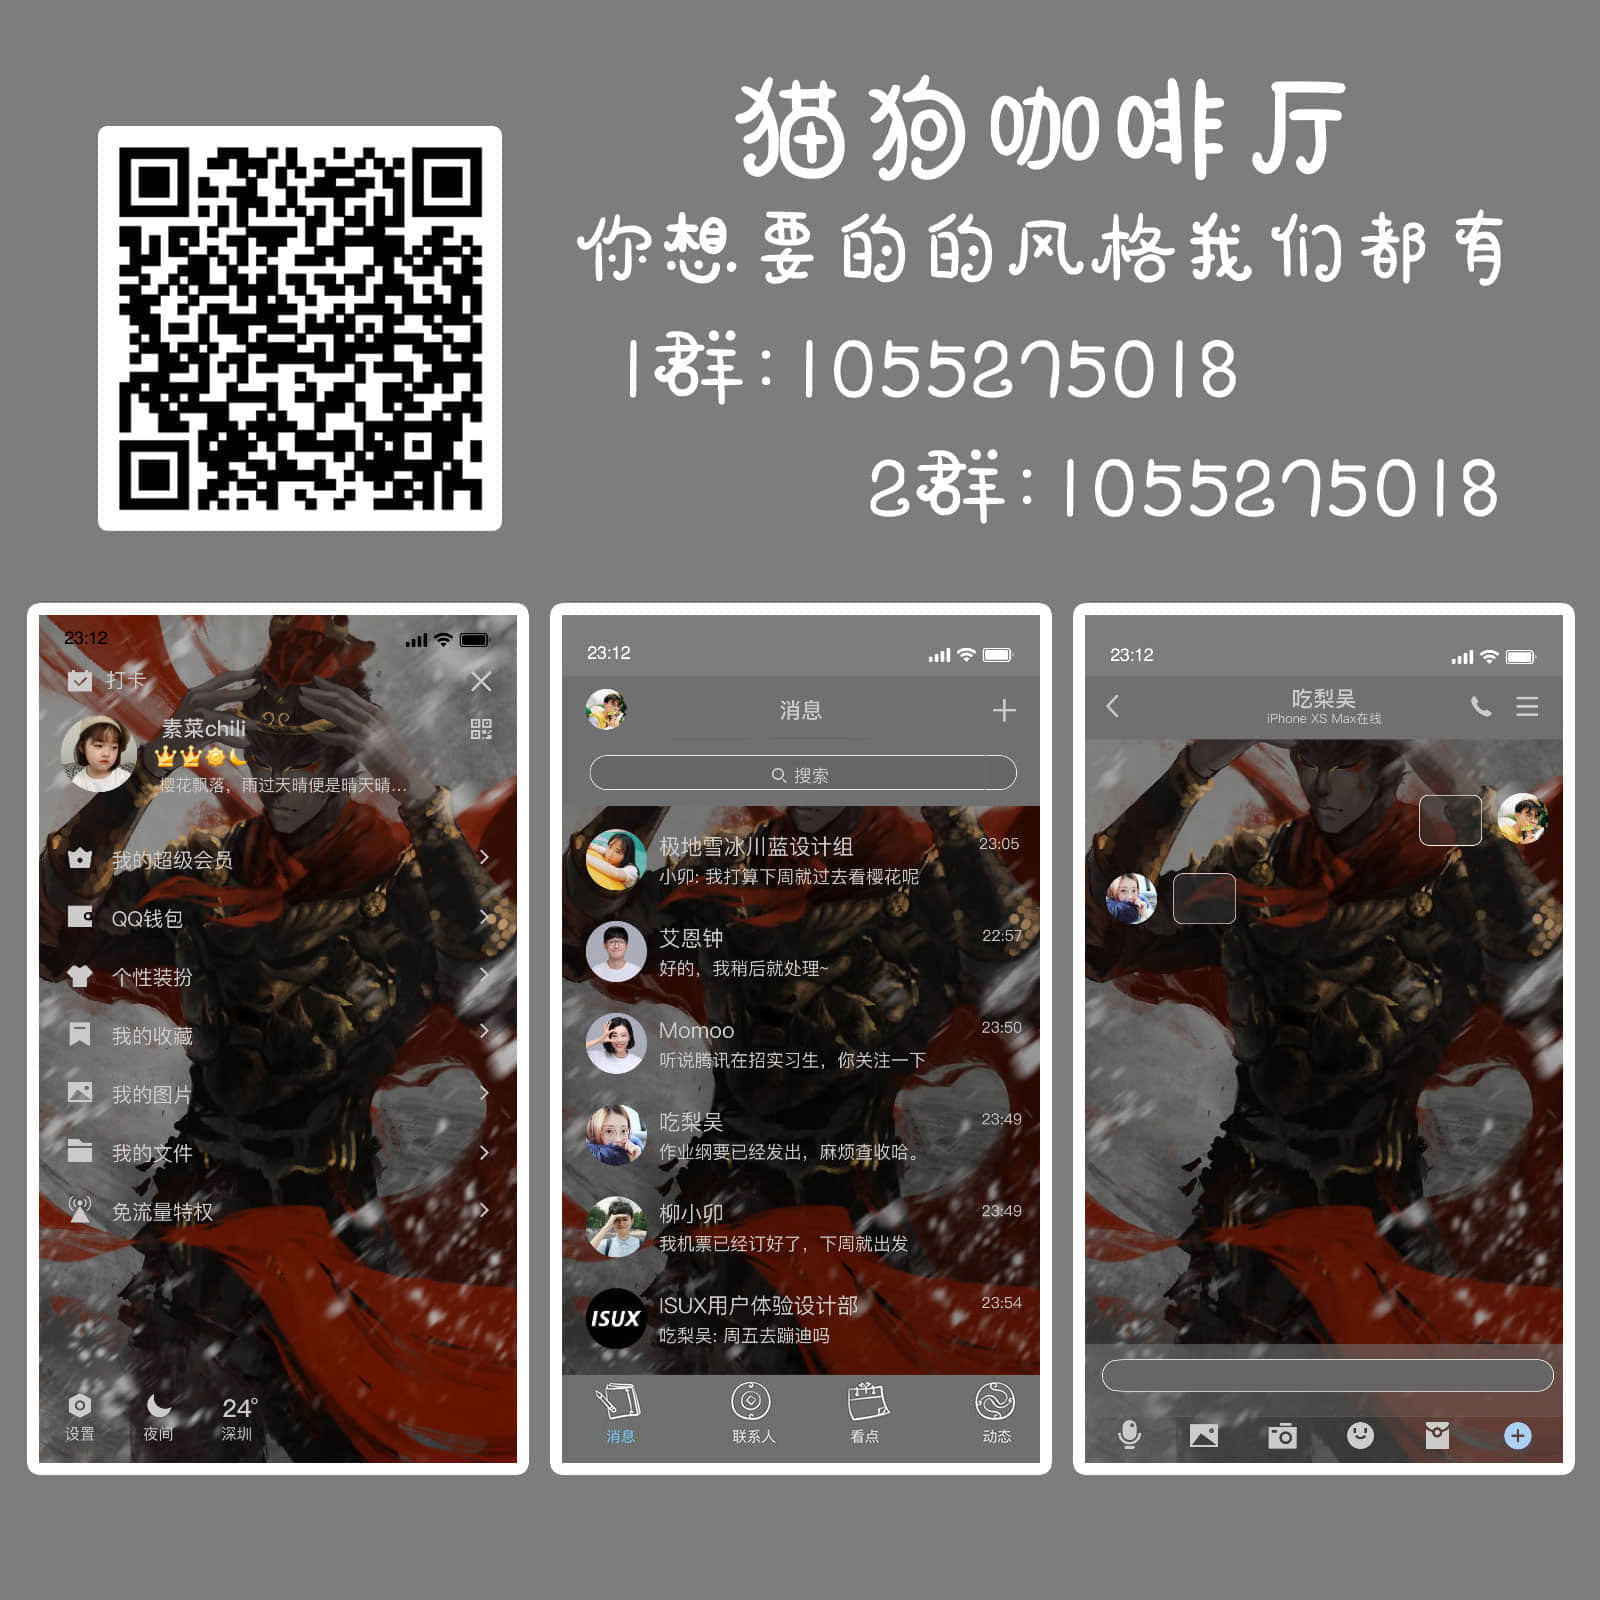 猫狗咖啡厅
你想要的的风格我们都有
1群:1055275018
2群:1055275018
23:12
打卡
素菜chili
樱花飘落，雨过天晴便是晴天晴...
我的超级会员
QQ钱包
个性装扮
我的收藏
我的图片
我的文件
免流量特权
24°
设置 夜间 深圳
23:12
消息
搜索
极地雪冰川蓝设计组 23:05
小卯: 我打算下周就过去看樱花呢
艾恩钟 22:57
好的，我稍后就处理~
Momoo 23:50
听说腾讯在招实习生，你关注一下
吃梨吴 23:49
作业纲要已经发出，麻烦查收哈。
柳小卯 23:49
我机票已经订好了，下周就出发
ISUX
ISUX用户体验设计部 23:54
吃梨吴: 周五去蹦迪吗
消息 联系人 看点 动态
23:12
吃梨吴
iPhone XS Max在线